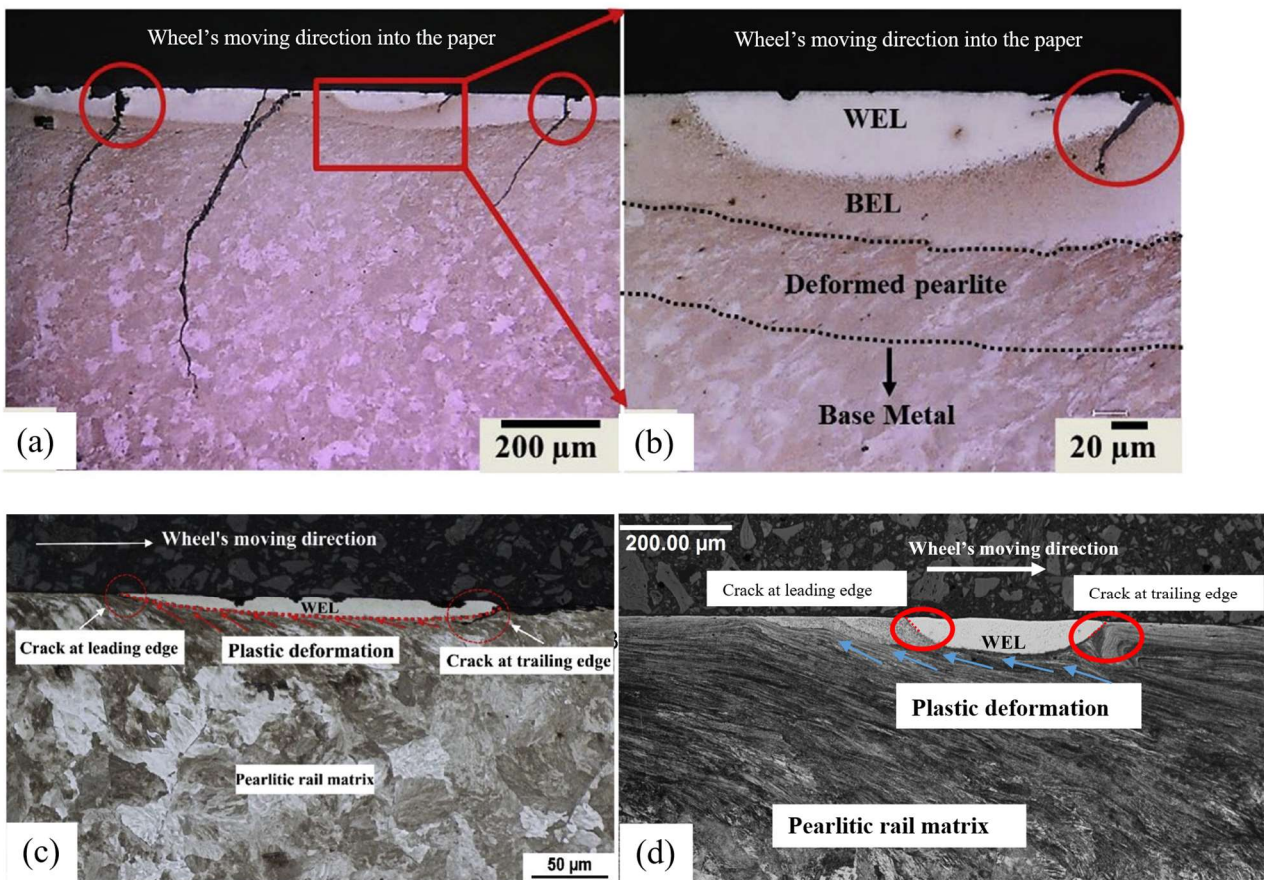 Wheel's moving direction into the paper
(a)
200 µm
Wheel's moving direction into the paper
WEL
BEL
Deformed pearlite
Base Metal
(b)
20 µm
Wheel's moving direction
WEL
Crack at leading edge
Plastic deformation
Crack at trailing edge
Pearlitic rail matrix
(c)
50 µm
200.00 µm
Wheel's moving direction
Crack at leading edge
Crack at trailing edge
WEL
Plastic deformation
Pearlitic rail matrix
(d)